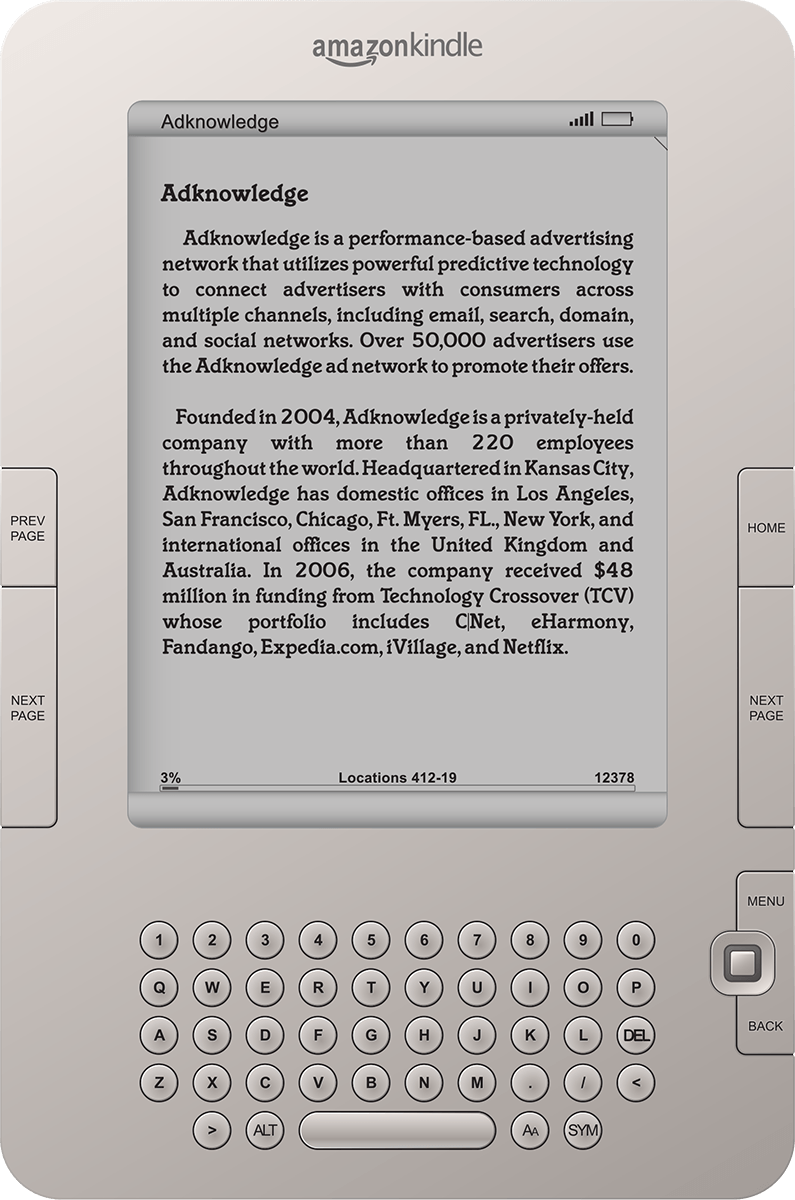 amazonkindle
Adknowledge
Adknowledge
Adknowledge is a performance-based advertising
network that utilizes powerful predictive technology
to connect advertisers with consumers across
multiple channels, including email, search, domain,
and social networks. Over 50,000 advertisers use
the Adknowledge ad network to promote their offers.
Founded in 2004, Adknowledge is a privately-held
company with more than 220 employees
throughout the world. Headquartered in Kansas City,
Adknowledge has domestic offices in Los Angeles,
San Francisco, Chicago, Ft. Myers, FL., New York, and
international offices in the United Kingdom and
Australia. In 2006, the company received $48
million in funding from Technology Crossover (TCV)
whose portfolio includes CNet, eHarmony,
Fandango, Expedia.com, iVillage, and Netflix.
3% Locations 412-19 12378
PREV
PAGE
NEXT
PAGE
HOME
NEXT
PAGE
MENU
BACK
1 2 3 4 5 6 7 8 9 0
Q W E R T Y U I O P
A S D F G H J K L DEL
Z X C V B N M . / <
> ALT AA SYM